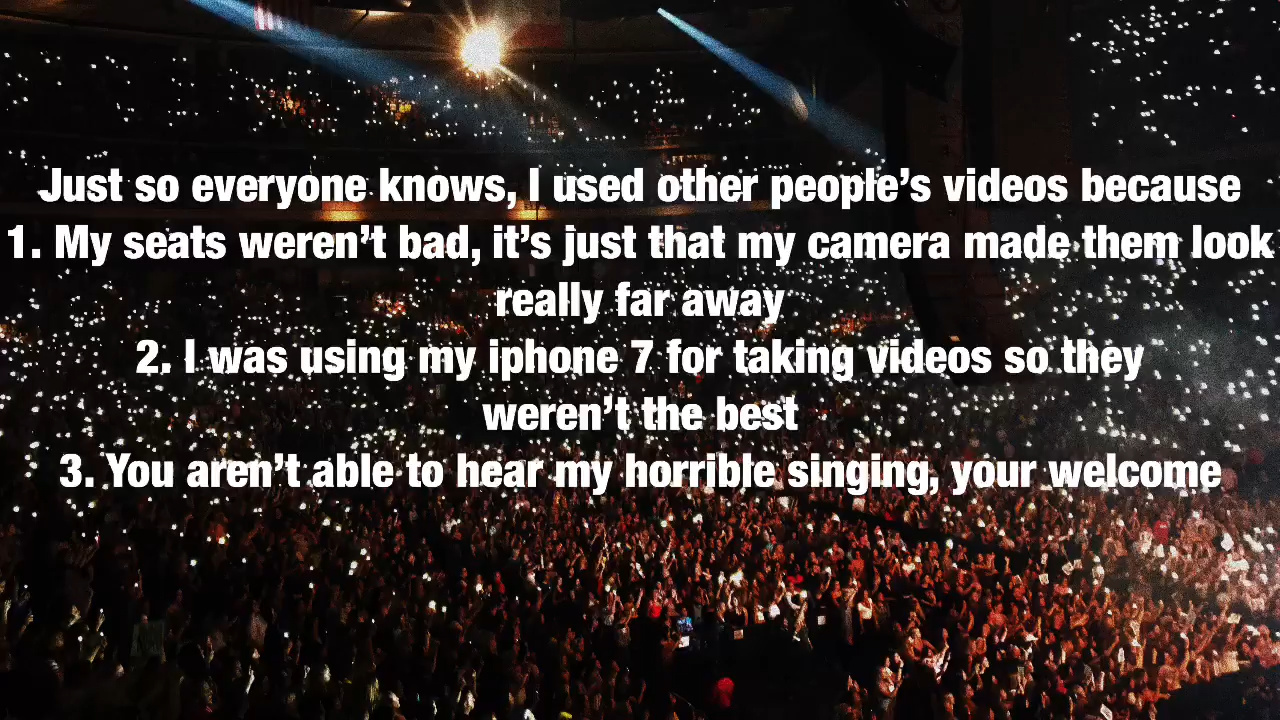 Just so everyone knows, I used other people’s videos because
1. My seats weren’t bad, it’s just that my camera made them look
really far away
2. I was using my iphone 7 for taking videos so they
weren’t the best
3. You aren’t able to hear my horrible singing, your welcome